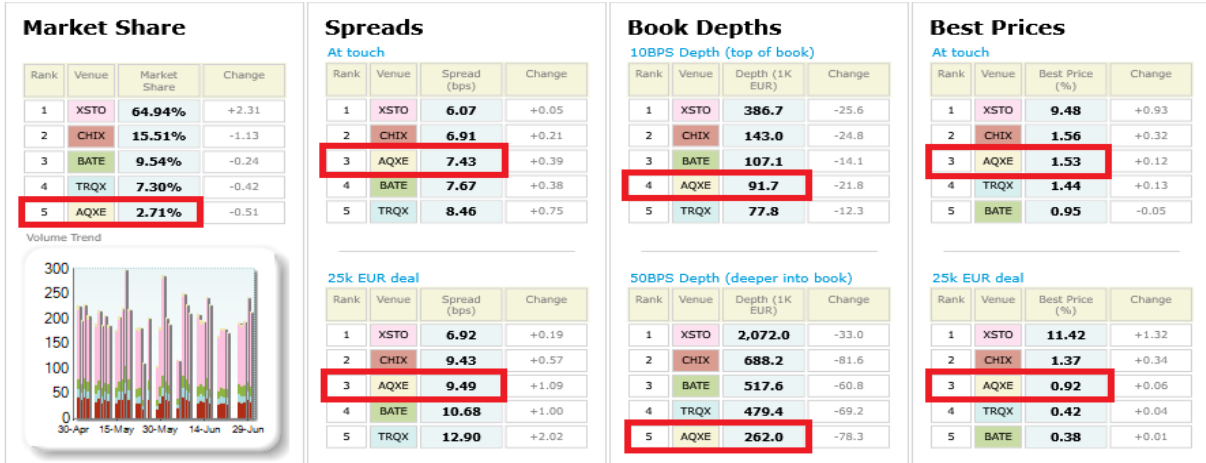 Market Share
Rank Venue Market Share Change
1 XSTO 64.94% +2.31
2 CHIX 15.51% -1.13
3 BATE 9.54% -0.24
4 TRQX 7.30% -0.42
5 AQXE 2.71% -0.51
Volume Trend
300
250
200
150
100
50
0
30-Apr 15-May 30-May 14-Jun 29-Jun
Spreads
At touch
Rank Venue Spread (bps) Change
1 XSTO 6.07 +0.05
2 CHIX 6.91 +0.21
3 AQXE 7.43 +0.39
4 BATE 7.67 +0.38
5 TRQX 8.46 +0.75
25k EUR deal
Rank Venue Spread (bps) Change
1 XSTO 6.92 +0.19
2 CHIX 9.43 +0.57
3 AQXE 9.49 +1.09
4 BATE 10.68 +1.00
5 TRQX 12.90 +2.02
Book Depths
10BPS Depth (top of book)
Rank Venue Depth (1K EUR) Change
1 XSTO 386.7 -25.6
2 CHIX 143.0 -24.8
3 BATE 107.1 -14.1
4 AQXE 91.7 -21.8
5 TRQX 77.8 -12.3
50BPS Depth (deeper into book)
Rank Venue Depth (1K EUR) Change
1 XSTO 2,072.0 -33.0
2 CHIX 688.2 -81.6
3 BATE 517.6 -60.8
4 TRQX 479.4 -69.2
5 AQXE 262.0 -78.3
Best Prices
At touch
Rank Venue Best Price (%) Change
1 XSTO 9.48 +0.93
2 CHIX 1.56 +0.32
3 AQXE 1.53 +0.12
4 TRQX 1.44 +0.13
5 BATE 0.95 -0.05
25k EUR deal
Rank Venue Best Price (%) Change
1 XSTO 11.42 +1.32
2 CHIX 1.37 +0.34
3 AQXE 0.92 +0.06
4 TRQX 0.42 +0.04
5 BATE 0.38 +0.01